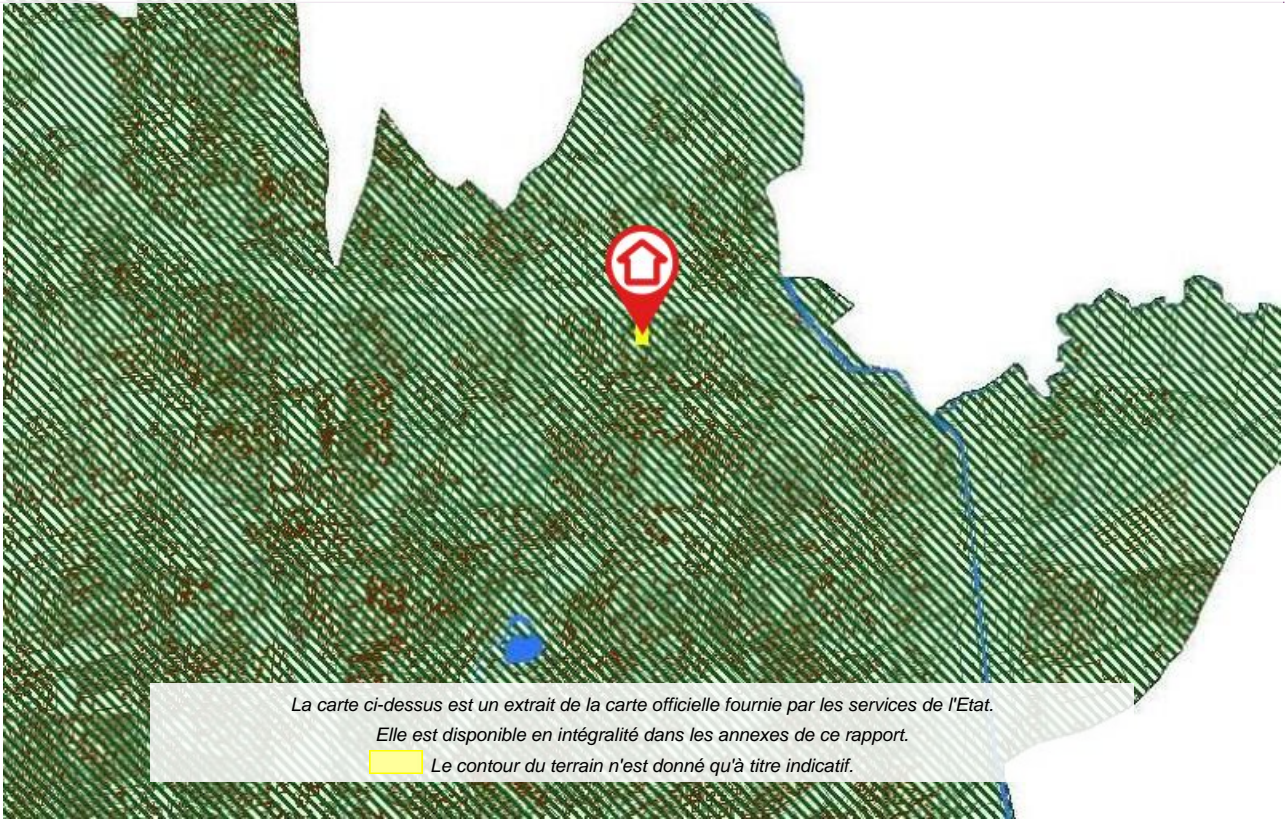 La carte ci-dessus est un extrait de la carte officielle fournie par les services de l'Etat.
Elle est disponible en intégralité dans les annexes de ce rapport.
Le contour du terrain n'est donné qu'à titre indicatif.